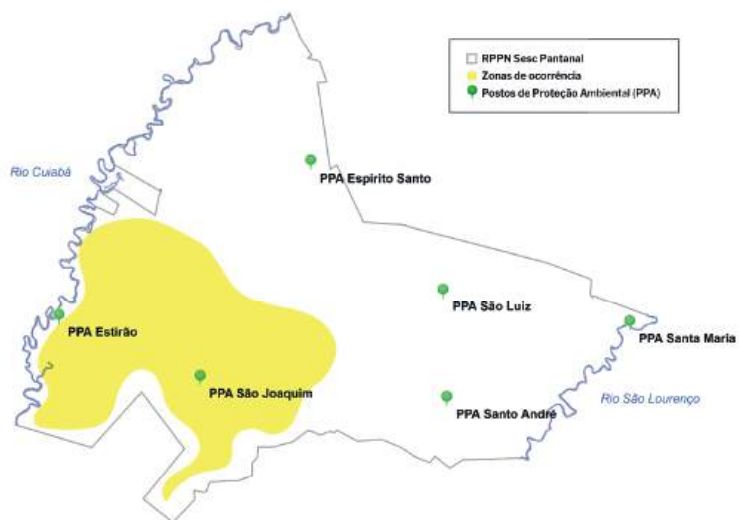 RPPN Sesc Pantanal
Zonas de ocorrência
Postos de Proteção Ambiental (PPA)
Rio Cuiabá
PPA Espirito Santo
PPA São Luiz
PPA Estirão
PPA Santa Maria
PPA São Joaquim
Rio São Lourenço
PPA Santo André